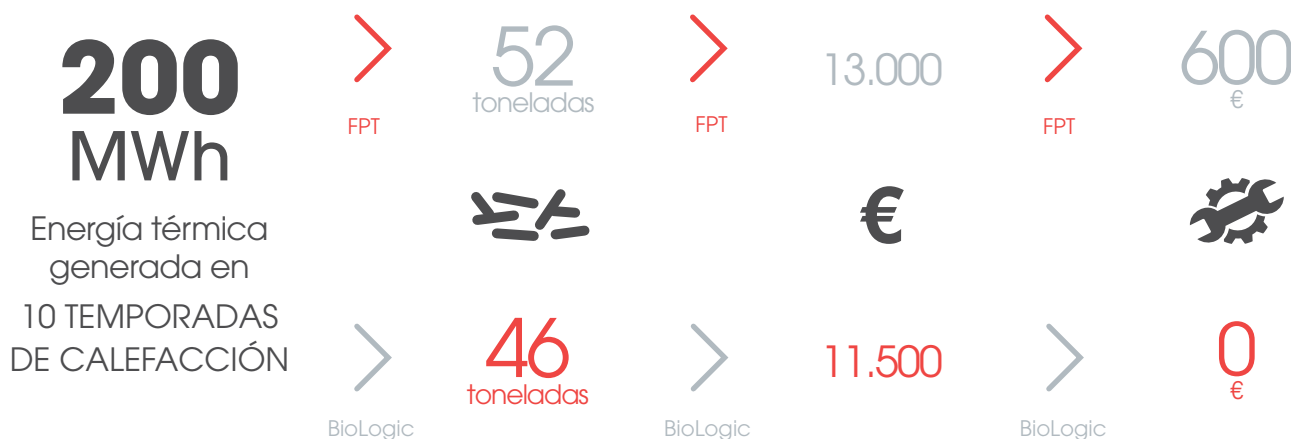 200
MWh
Energía térmica
generada en
10 TEMPORADAS
DE CALEFACCIÓN
FPT
52
toneladas
FPT
13.000
FPT
600
€
€
BioLogic
46
toneladas
BioLogic
11.500
BioLogic
0
€